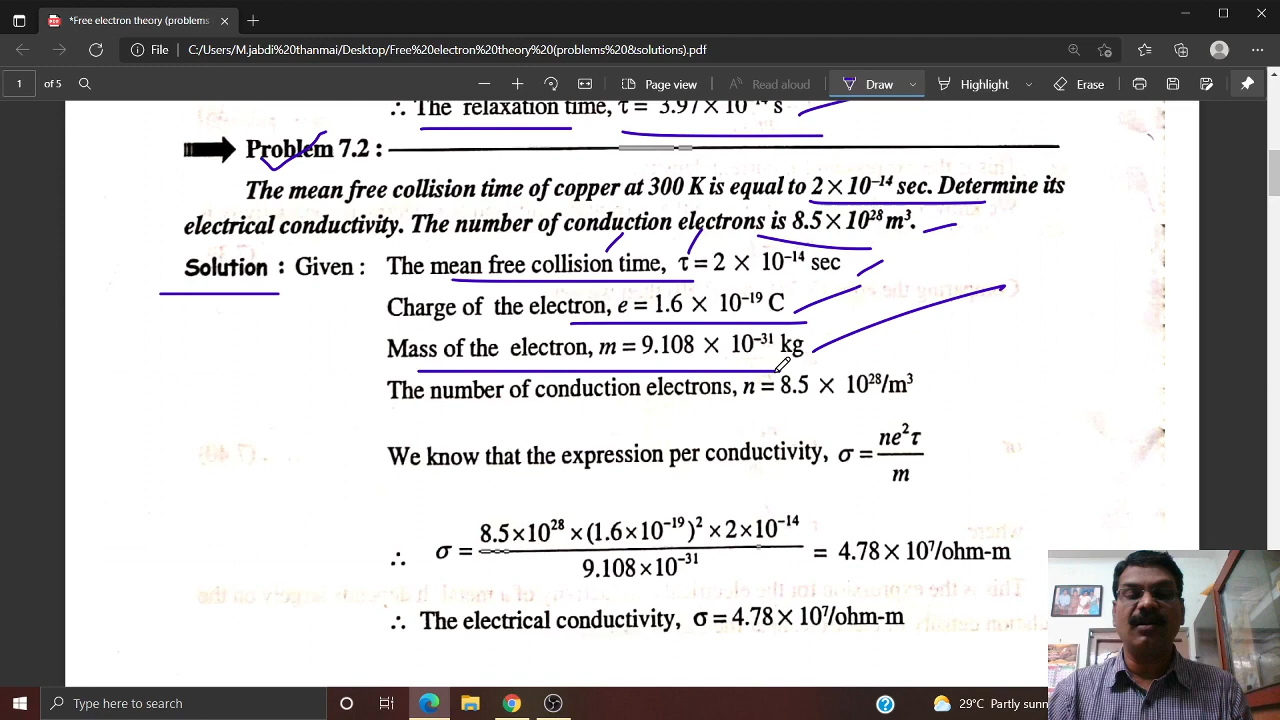 *Free electron theory (problems
File
C:/Users/M.jabdi%20thanmai/Desktop/Free%20electron%20theory%20(problems%20&solutions).pdf
1 of 5
Page view
Read aloud
Draw
Highlight
Erase
∴ The relaxation time, τ = 3.97 × 10⁻¹⁴ s
Problem 7.2 :
The mean free collision time of copper at 300 K is equal to 2 × 10⁻¹⁴ sec. Determine its
electrical conductivity. The number of conduction electrons is 8.5 × 10²⁸ m³.
Solution : Given : The mean free collision time, τ = 2 × 10⁻¹⁴ sec
Charge of the electron, e = 1.6 × 10⁻¹⁹ C
Mass of the electron, m = 9.108 × 10⁻³¹ kg
The number of conduction electrons, n = 8.5 × 10²⁸/m³
We know that the expression per conductivity, σ = ne²τ / m
∴ σ = 8.5×10²⁸ × (1.6×10⁻¹⁹)² × 2×10⁻¹⁴ / 9.108×10⁻³¹ = 4.78 × 10⁷/ohm-m
∴ The electrical conductivity, σ = 4.78 × 10⁷/ohm-m
Type here to search
29°C Partly sunn